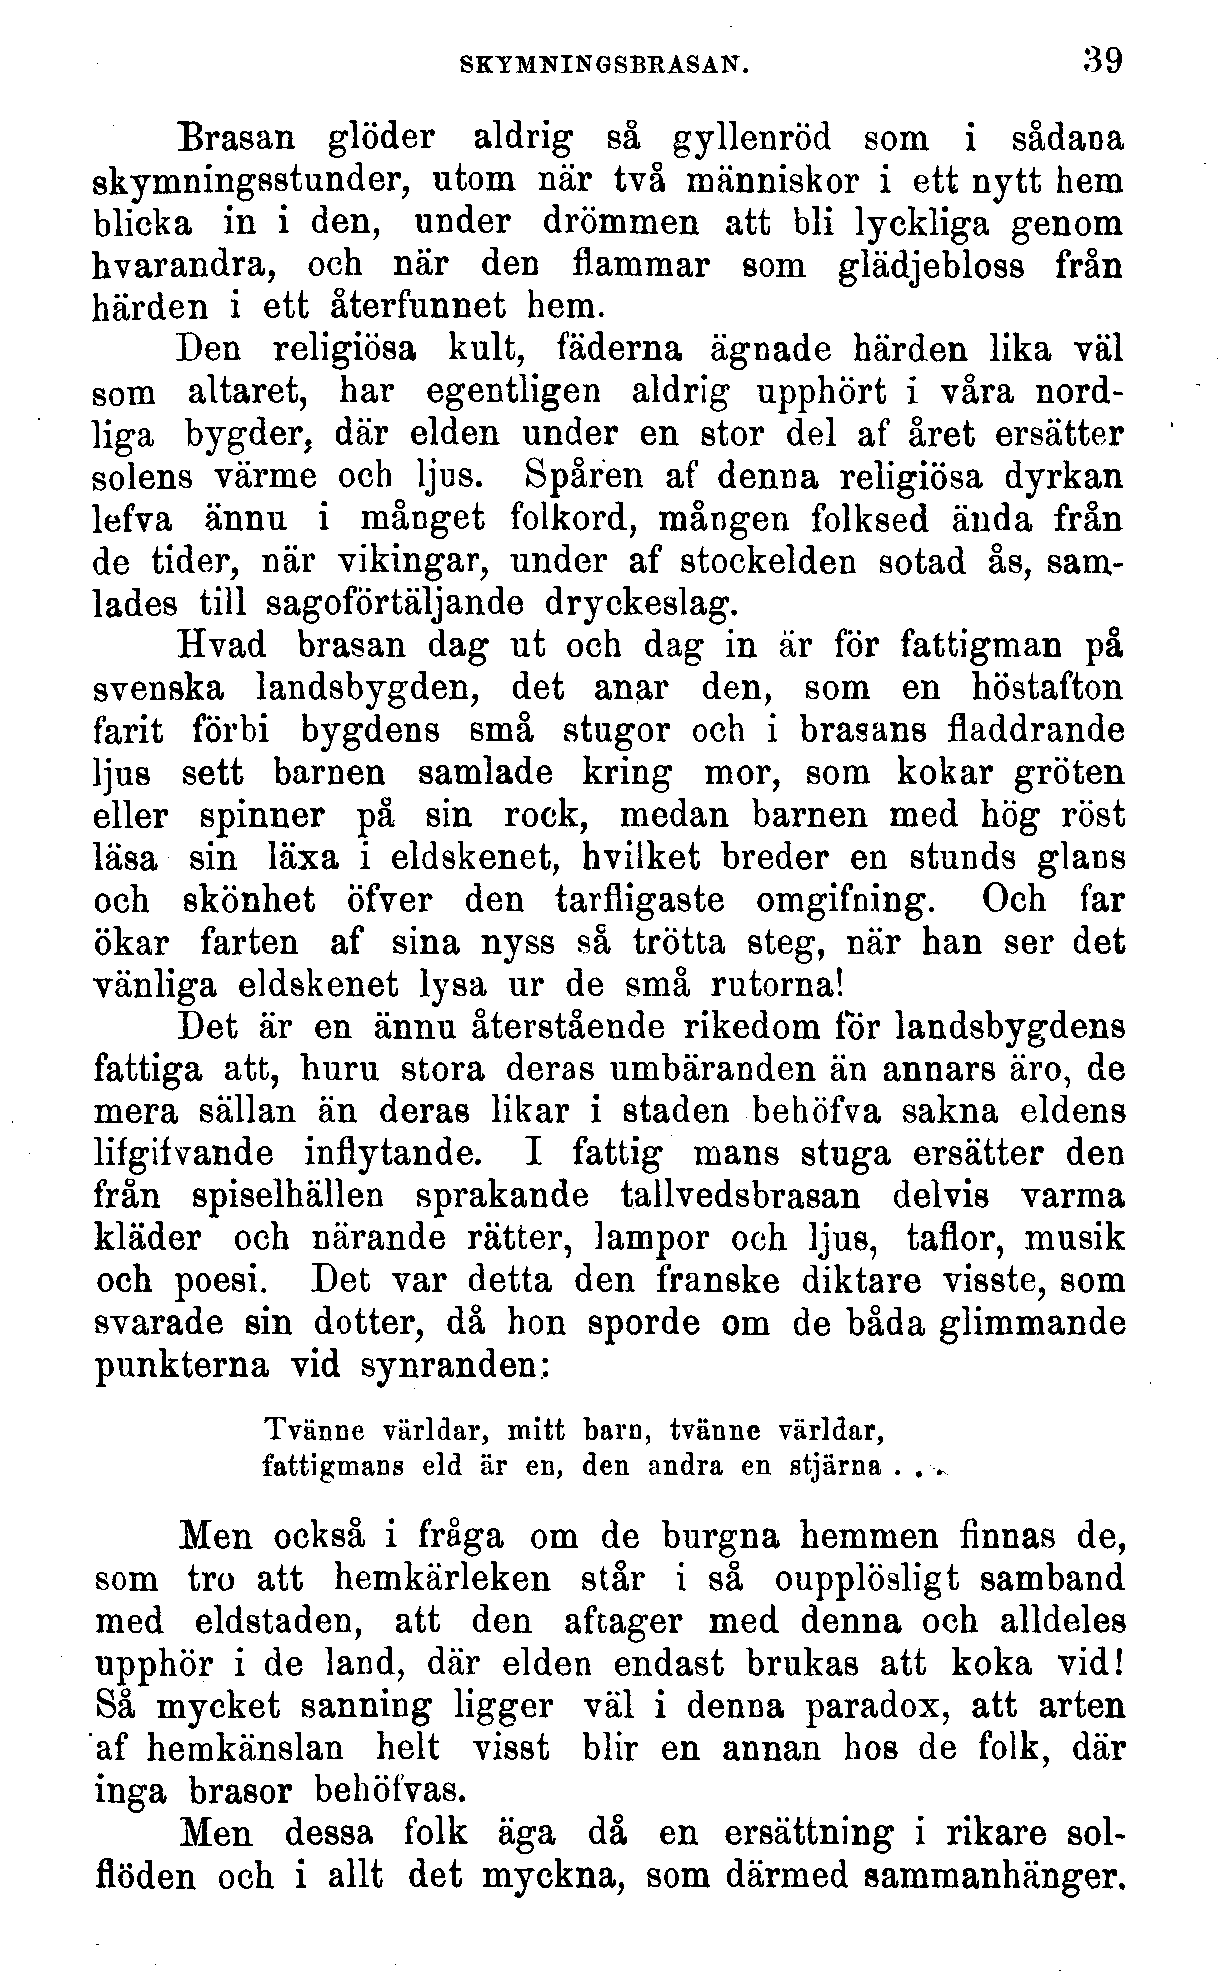 SKYMNINGSBRASAN. 39
Brasan glöder aldrig så gyllenröd som i sådana
skymningsstunder, utom när två människor i ett nytt hem
blicka in i den, under drömmen att bli lyckliga genom
hvarandra, och när den flammar som glädjebloss från
härden i ett återfunnet hem.
Den religiösa kult, fäderna ägnade härden lika väl
som altaret, har egentligen aldrig upphört i våra nord-
liga bygder, där elden under en stor del af året ersätter
solens värme och ljus. Spåren af denna religiösa dyrkan
lefva ännu i månget folkord, mången folksed ända från
de tider, när vikingar, under af stockelden sotad ås, sam-
lades till sagoförtäljande dryckeslag.
Hvad brasan dag ut och dag in är för fattigman på
svenska landsbygden, det anar den, som en höstafton
farit förbi bygdens små stugor och i brasans fladdrande
ljus sett barnen samlade kring mor, som kokar gröten
eller spinner på sin rock, medan barnen med hög röst
läsa sin läxa i eldskenet, hvilket breder en stunds glans
och skönhet öfver den tarfligaste omgifning. Och far
ökar farten af sina nyss så trötta steg, när han ser det
vänliga eldskenet lysa ur de små rutorna!
Det är en ännu återstående rikedom för landsbygdens
fattiga att, huru stora deras umbäranden än annars äro, de
mera sällan än deras likar i staden behöfva sakna eldens
lifgifvande inflytande. I fattig mans stuga ersätter den
från spiselhällen sprakande tallvedsbrasan delvis varma
kläder och närande rätter, lampor och ljus, taflor, musik
och poesi. Det var detta den franske diktare visste, som
svarade sin dotter, då hon sporde om de båda glimmande
punkterna vid synranden:
Tvänne världar, mitt barn, tvänne världar,
fattigmans eld är en, den andra en stjärna . . .
Men också i fråga om de burgna hemmen finnas de,
som tro att hemkärleken står i så oupplösligt samband
med eldstaden, att den aftager med denna och alldeles
upphör i de land, där elden endast brukas att koka vid!
Så mycket sanning ligger väl i denna paradox, att arten
af hemkänslan helt visst blir en annan hos de folk, där
inga brasor behöfvas.
Men dessa folk äga då en ersättning i rikare sol-
flöden och i allt det myckna, som därmed sammanhänger.